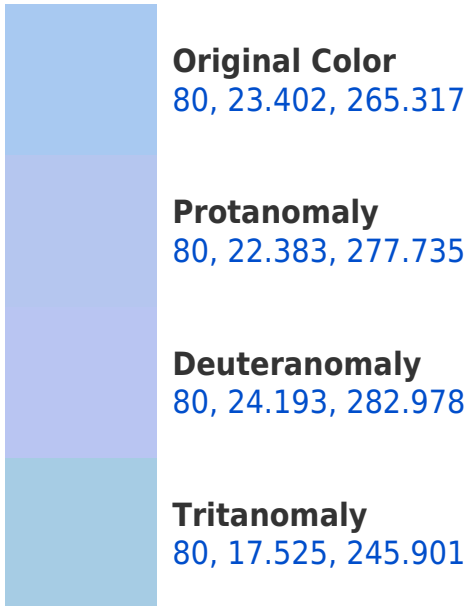 Original Color
80, 23.402, 265.317
Protanomaly
80, 22.383, 277.735
Deuteranomaly
80, 24.193, 282.978
Tritanomaly
80, 17.525, 245.901